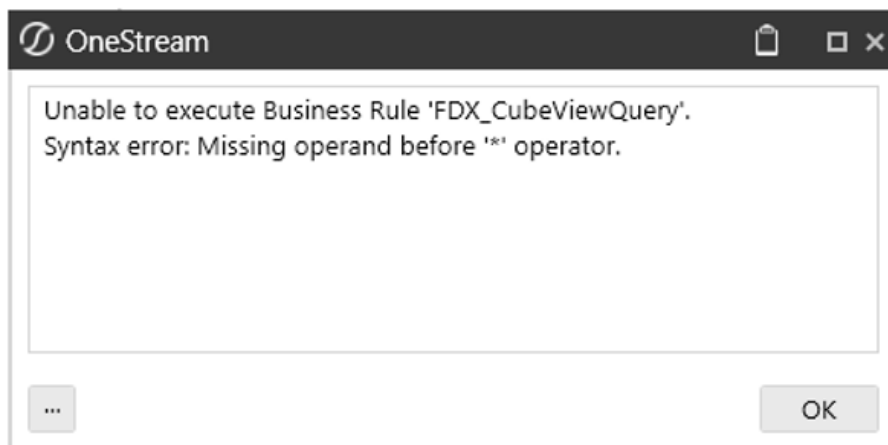 OneStream
Unable to execute Business Rule 'FDX_CubeViewQuery'.
Syntax error: Missing operand before '*' operator.
...
OK